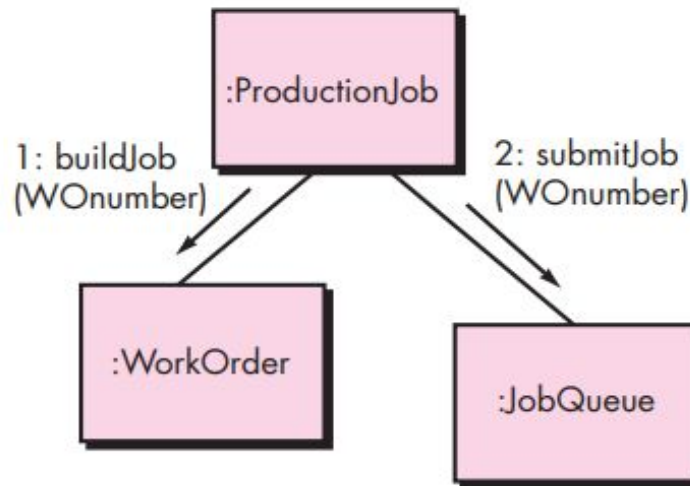 :ProductionJob
1: buildJob
(WOnumber)
2: submitJob
(WOnumber)
:WorkOrder
:JobQueue